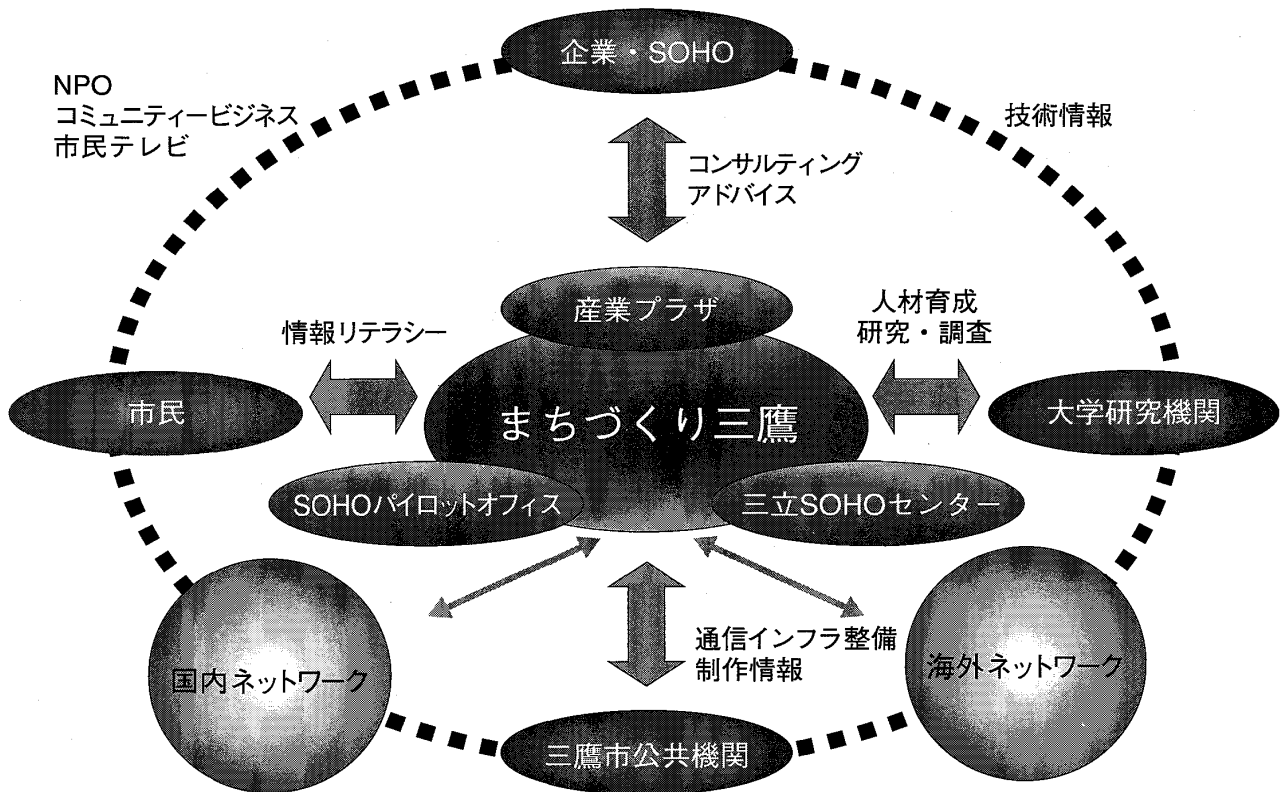 企業・SOHO
NPO
コミュニティービジネス
市民テレビ
技術情報
コンサルティング
アドバイス
産業プラザ
人材育成
研究・調査
情報リテラシー
市民
まちづくり三鷹
大学研究機関
SOHOパイロットオフィス
三立SOHOセンター
通信インフラ整備
制作情報
国内ネットワーク
海外ネットワーク
三鷹市公共機関